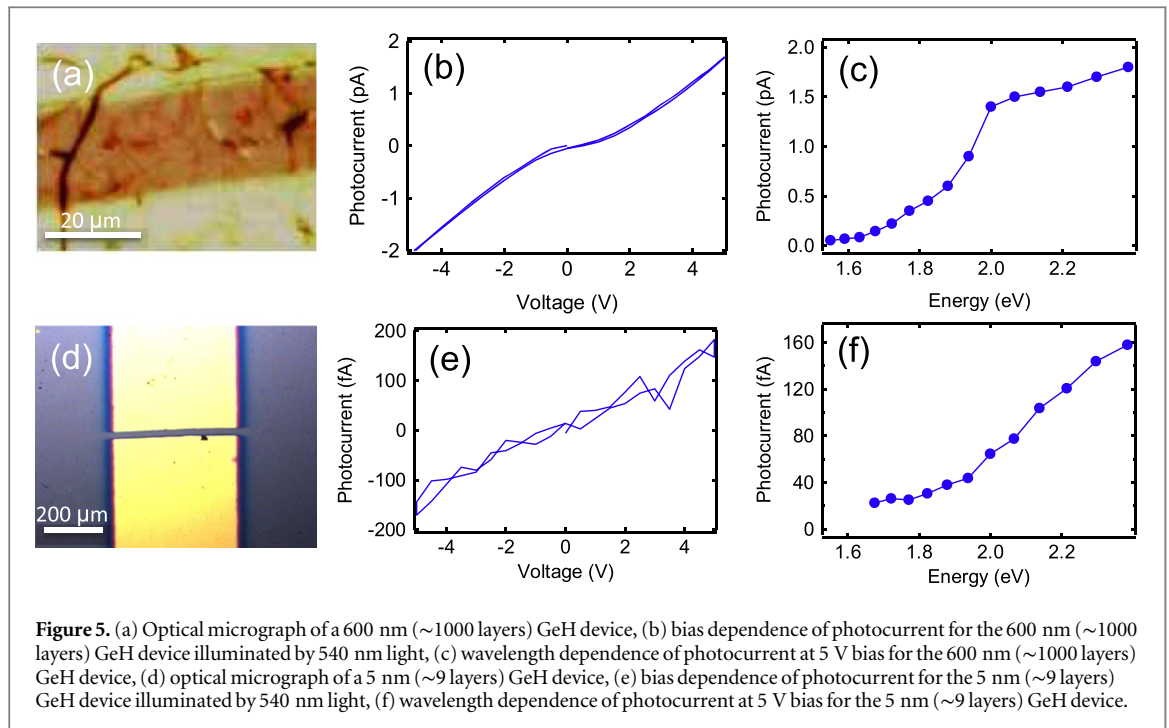 (a)
20 µm
(b)
Photocurrent (pA)
2
1
0
-1
-2
-4 -2 0 2 4
Voltage (V)
(c)
Photocurrent (pA)
2.0
1.5
1.0
0.5
0.0
1.6 1.8 2.0 2.2
Energy (eV)
(d)
200 µm
(e)
Photocurrent (fA)
200
100
0
-100
-200
-4 -2 0 2 4
Voltage (V)
(f)
Photocurrent (fA)
160
120
80
40
0
1.6 1.8 2.0 2.2
Energy (eV)
Figure 5. (a) Optical micrograph of a 600 nm (~1000 layers) GeH device, (b) bias dependence of photocurrent for the 600 nm (~1000
layers) GeH device illuminated by 540 nm light, (c) wavelength dependence of photocurrent at 5 V bias for the 600 nm (~1000 layers)
GeH device, (d) optical micrograph of a 5 nm (~9 layers) GeH device, (e) bias dependence of photocurrent for the 5 nm (~9 layers)
GeH device illuminated by 540 nm light, (f) wavelength dependence of photocurrent at 5 V bias for the 5 nm (~9 layers) GeH device.